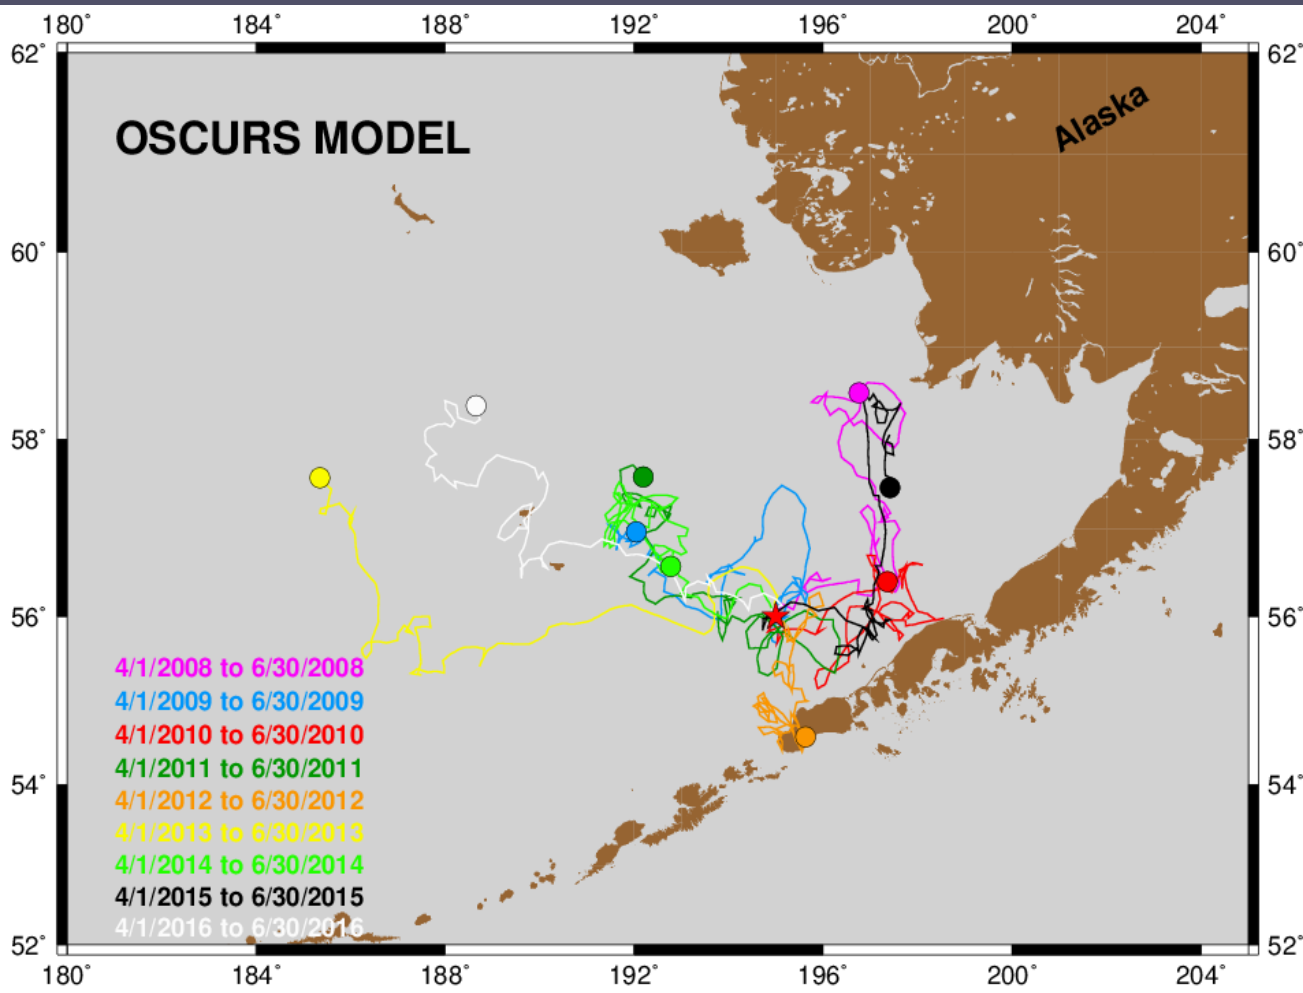 180° 184° 188° 192° 196° 200° 204°
62° 62°
Alaska
OSCURS MODEL
60° 60°
58° 58°
56° 56°
4/1/2008 to 6/30/2008
4/1/2009 to 6/30/2009
4/1/2010 to 6/30/2010
4/1/2011 to 6/30/2011
54° 54°
4/1/2012 to 6/30/2012
4/1/2013 to 6/30/2013
4/1/2014 to 6/30/2014
4/1/2015 to 6/30/2015
4/1/2016 to 6/30/2016
52° 52°
180° 184° 188° 192° 196° 200° 204°